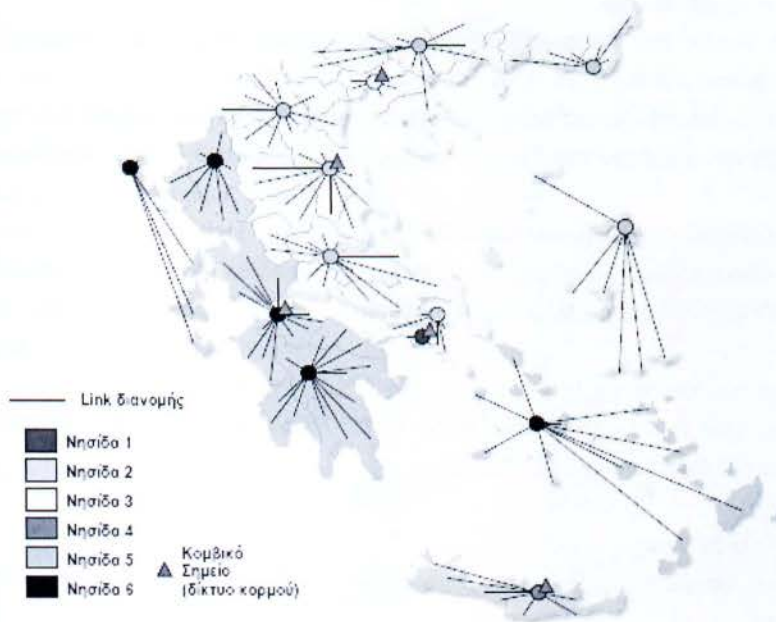 Link διανομής
Νησίδα 1
Νησίδα 2
Νησίδα 3
Νησίδα 4
Νησίδα 5
Νησίδα 6
Κομβικό
Σημείο
(δίκτυο κορμού)